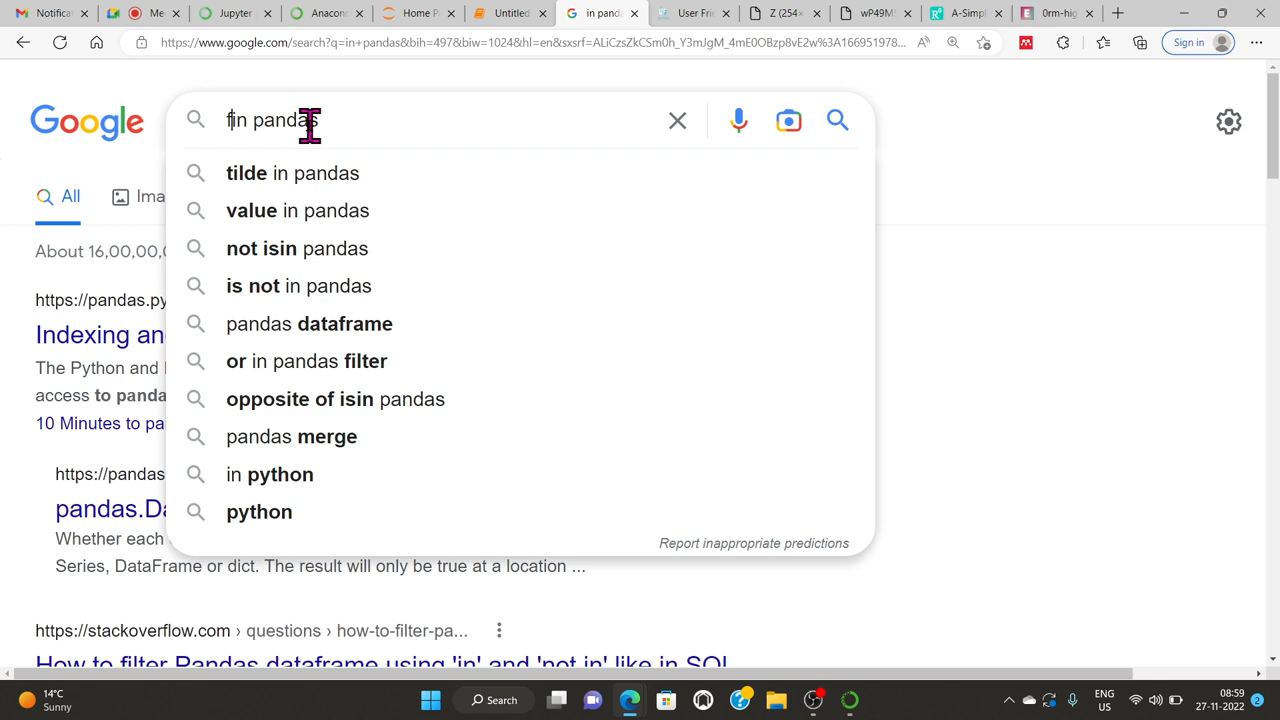 Notificat
Me
Jupyter
Anacon
Home P
Untitled
in panda
User Frie
Z (254×
wP49M
A-Simpl
0rm-hig
https://www.google.com/search?q=in+pandas&bih=497&biw=1024&hl=en&sxsrf=ALiCzsZkCSm0h_Y3mJgM_4mE0OBzp8vE2w%3A166951978...
Sign in
Google
fin pandas
All
Ima
tilde in pandas
value in pandas
not isin pandas
is not in pandas
pandas dataframe
or in pandas filter
opposite of isin pandas
pandas merge
in python
python
Report inappropriate predictions
About 16,00,00,0
https://pandas.py
Indexing and
The Python and
access to panda
10 Minutes to pa
https://pandas
pandas.Da
Whether each
Series, DataFrame or dict. The result will only be true at a location ...
https://stackoverflow.com › questions › how-to-filter-pa...
How to filter Pandas dataframe using 'in' and 'not in' like in SQL
14°C
Sunny
Search
ENG
US
08:59
27-11-2022
2